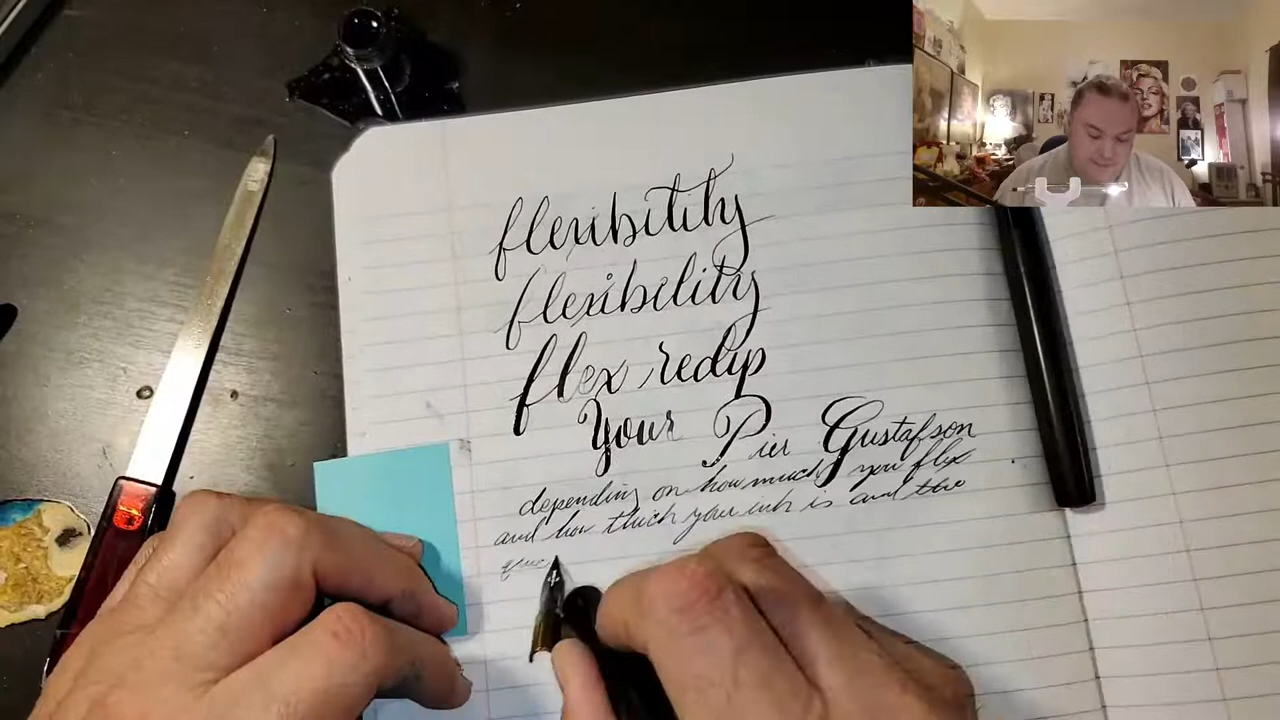 flexibility
flexibility
flex redip
Your Pier Gustafson
depending on how much you flex
and how thick your ink is and the